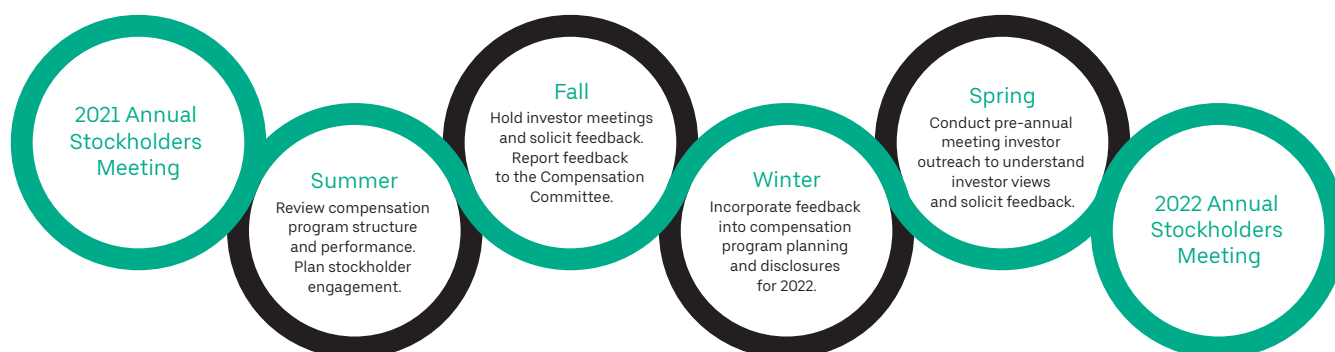 2021 Annual
Stockholders
Meeting
Summer
Review compensation
program structure
and performance.
Plan stockholder
engagement.
Fall
Hold investor meetings
and solicit feedback.
Report feedback
to the Compensation
Committee.
Winter
Incorporate feedback
into compensation
program planning
and disclosures
for 2022.
Spring
Conduct pre-annual
meeting investor
outreach to understand
investor views
and solicit feedback.
2022 Annual
Stockholders
Meeting